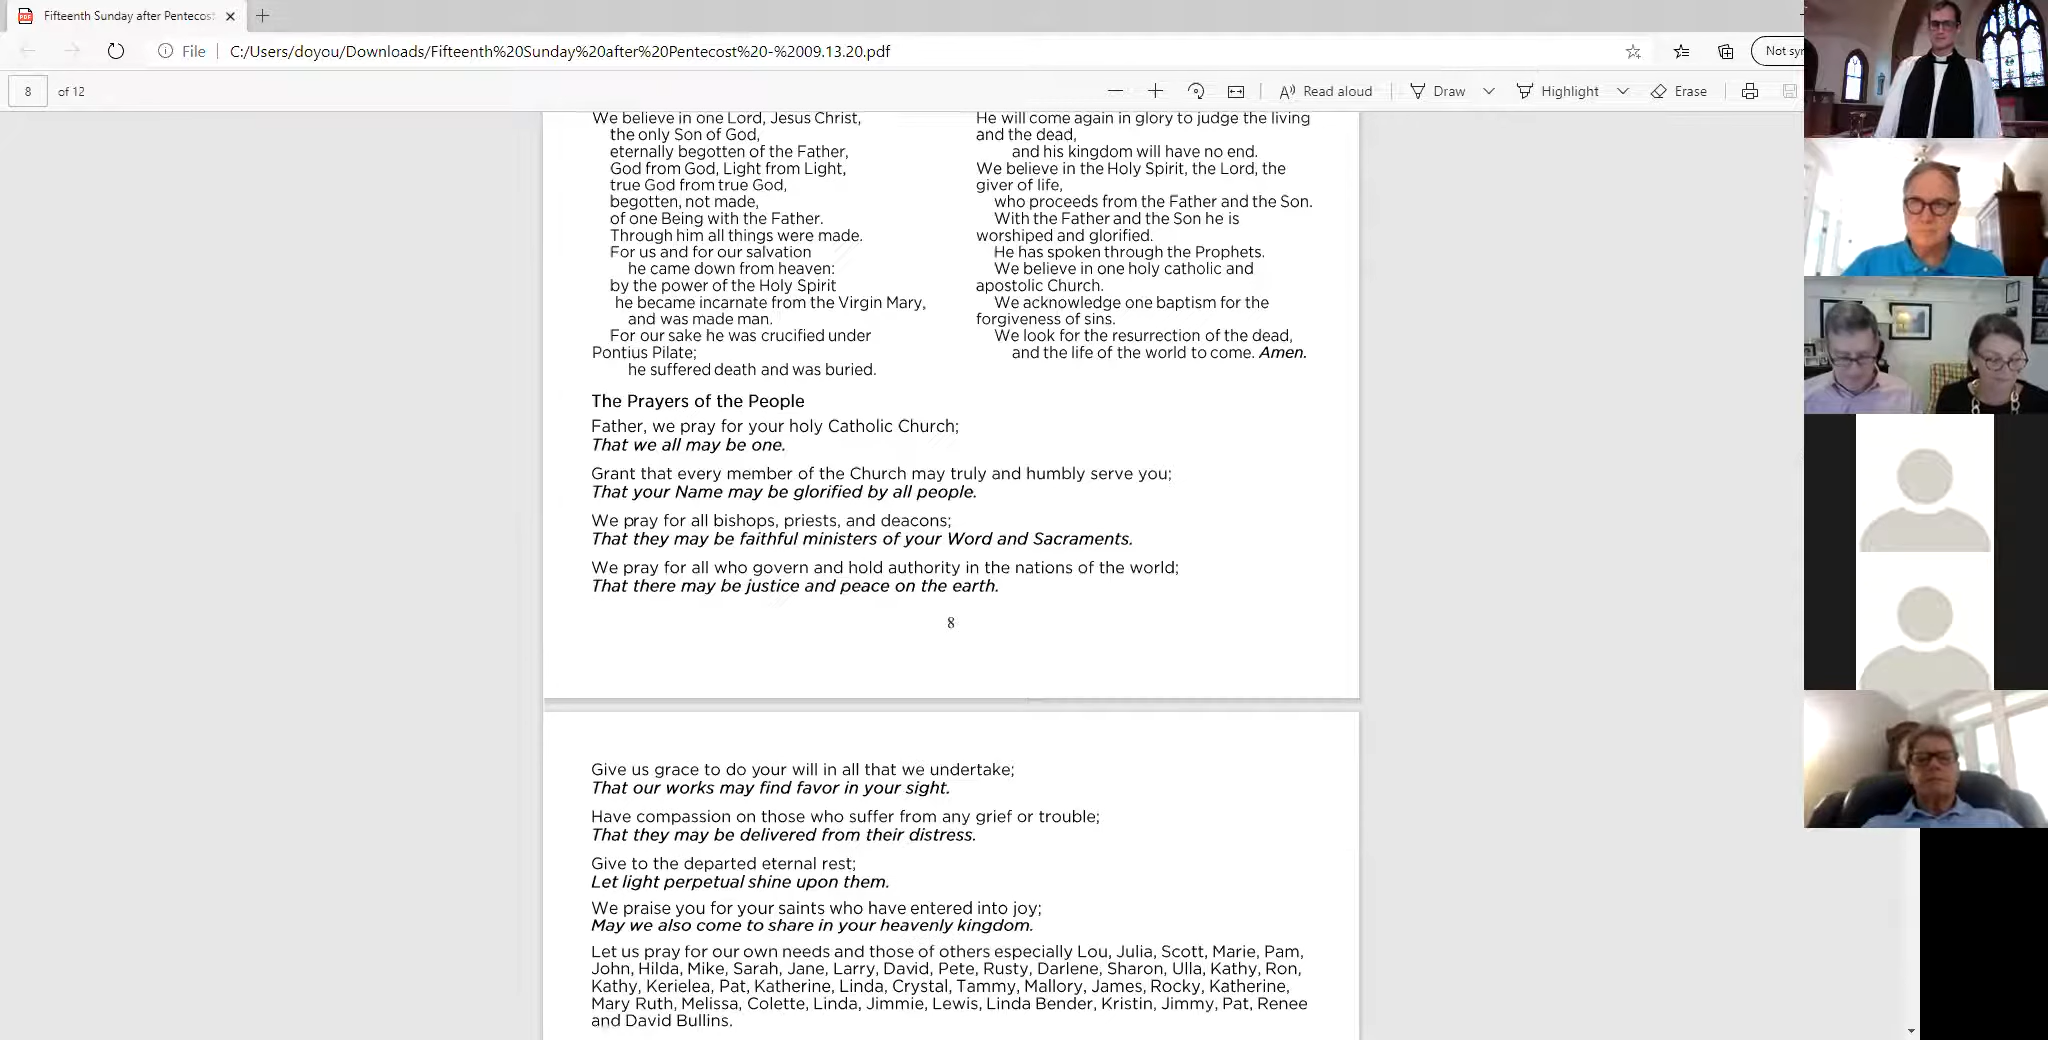 Fifteenth Sunday after Pentecost
File
C:/Users/doyou/Downloads/Fifteenth%20Sunday%20after%20Pentecost%20-%2009.13.20.pdf
Not syn
8 of 12
Read aloud
Draw
Highlight
Erase
We believe in one Lord, Jesus Christ,
the only Son of God,
eternally begotten of the Father,
God from God, Light from Light,
true God from true God,
begotten, not made,
of one Being with the Father.
Through him all things were made.
For us and for our salvation
he came down from heaven:
by the power of the Holy Spirit
he became incarnate from the Virgin Mary,
and was made man.
For our sake he was crucified under
Pontius Pilate;
he suffered death and was buried.
He will come again in glory to judge the living
and the dead,
and his kingdom will have no end.
We believe in the Holy Spirit, the Lord, the
giver of life,
who proceeds from the Father and the Son.
With the Father and the Son he is
worshiped and glorified.
He has spoken through the Prophets.
We believe in one holy catholic and
apostolic Church.
We acknowledge one baptism for the
forgiveness of sins.
We look for the resurrection of the dead,
and the life of the world to come. Amen.
The Prayers of the People
Father, we pray for your holy Catholic Church;
That we all may be one.
Grant that every member of the Church may truly and humbly serve you;
That your Name may be glorified by all people.
We pray for all bishops, priests, and deacons;
That they may be faithful ministers of your Word and Sacraments.
We pray for all who govern and hold authority in the nations of the world;
That there may be justice and peace on the earth.
8
Give us grace to do your will in all that we undertake;
That our works may find favor in your sight.
Have compassion on those who suffer from any grief or trouble;
That they may be delivered from their distress.
Give to the departed eternal rest;
Let light perpetual shine upon them.
We praise you for your saints who have entered into joy;
May we also come to share in your heavenly kingdom.
Let us pray for our own needs and those of others especially Lou, Julia, Scott, Marie, Pam,
John, Hilda, Mike, Sarah, Jane, Larry, David, Pete, Rusty, Darlene, Sharon, Ulla, Kathy, Ron,
Kathy, Kerielea, Pat, Katherine, Linda, Crystal, Tammy, Mallory, James, Rocky, Katherine,
Mary Ruth, Melissa, Colette, Linda, Jimmie, Lewis, Linda Bender, Kristin, Jimmy, Pat, Renee
and David Bullins.